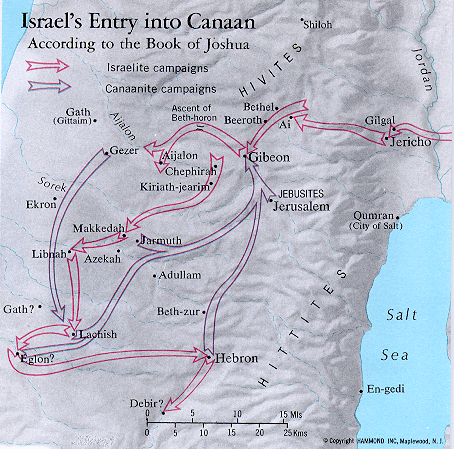 Israel's Entry into Canaan
According to the Book of Joshua
Israelite campaigns
Canaanite campaigns
Shiloh
HIVITES
Jordan
Gath
(Gittaim)
Aijalon
Ascent of
Beth-horon
Bethel
Beeroth
Ai
Gilgal
Jericho
Gezer
Aijalon
Chephirah
Kiriath-jearim
Gibeon
Sorek
Ekron
JEBUSITES
Jerusalem
Qumran
(City of Salt)
Makkedah
Jarmuth
Libnah
Azekah
Adullam
Gath?
Beth-zur
HITTITES
Salt
Sea
Lachish
Eglon?
Hebron
En-gedi
Debir?
0 5 10 15 Mis
0 5 10 15 20 25 Kms
© Copyright HAMMOND INC, Maplewood, N. J.